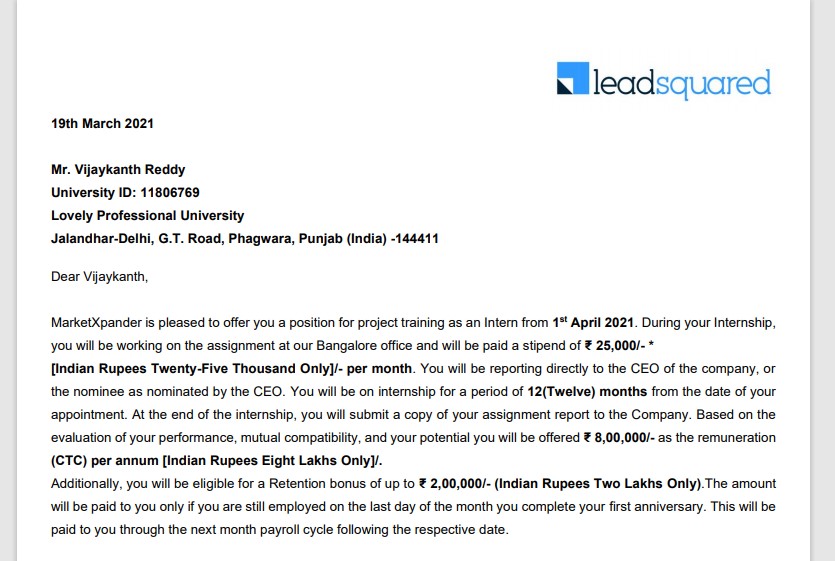 leadsquared
19th March 2021
Mr. Vijaykanth Reddy
University ID: 11806769
Lovely Professional University
Jalandhar-Delhi, G.T. Road, Phagwara, Punjab (India) -144411
Dear Vijaykanth,
MarketXpander is pleased to offer you a position for project training as an Intern from 1st April 2021. During your Internship,
you will be working on the assignment at our Bangalore office and will be paid a stipend of ₹ 25,000/- *
[Indian Rupees Twenty-Five Thousand Only]/- per month. You will be reporting directly to the CEO of the company, or
the nominee as nominated by the CEO. You will be on internship for a period of 12(Twelve) months from the date of your
appointment. At the end of the internship, you will submit a copy of your assignment report to the Company. Based on the
evaluation of your performance, mutual compatibility, and your potential you will be offered ₹ 8,00,000/- as the remuneration
(CTC) per annum [Indian Rupees Eight Lakhs Only]/.
Additionally, you will be eligible for a Retention bonus of up to ₹ 2,00,000/- (Indian Rupees Two Lakhs Only).The amount
will be paid to you only if you are still employed on the last day of the month you complete your first anniversary. This will be
paid to you through the next month payroll cycle following the respective date.